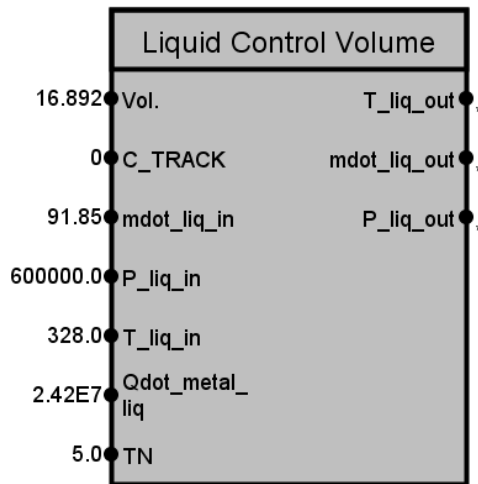 Liquid Control Volume
16.892 Vol. T_liq_out
0 C_TRACK mdot_liq_out
91.85 mdot_liq_in P_liq_out
600000.0 P_liq_in
328.0 T_liq_in
2.42E7 Qdot_metal_
liq
5.0 TN